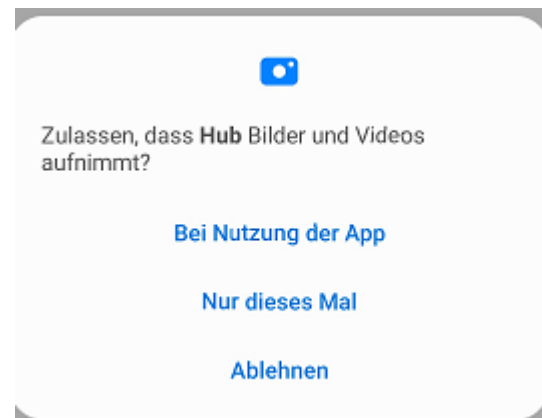 Zulassen, dass Hub Bilder und Videos
aufnimmt?
Bei Nutzung der App
Nur dieses Mal
Ablehnen